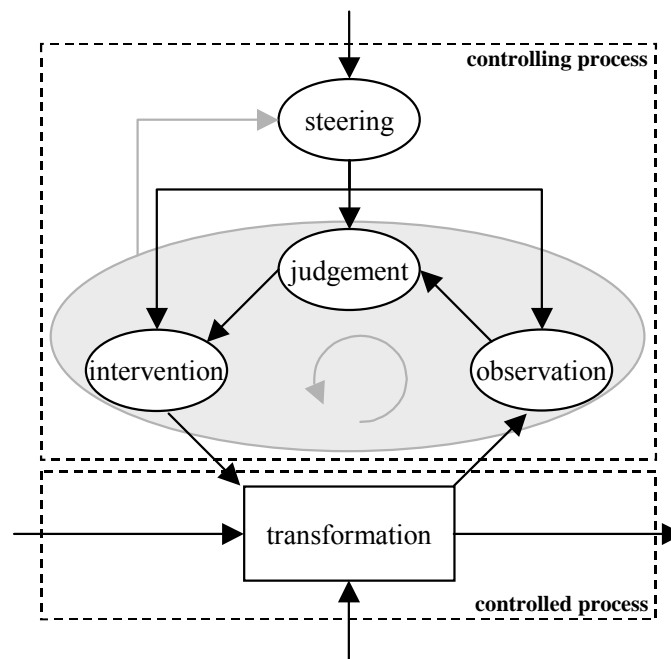 controlling process
steering
judgement
intervention
observation
transformation
controlled process